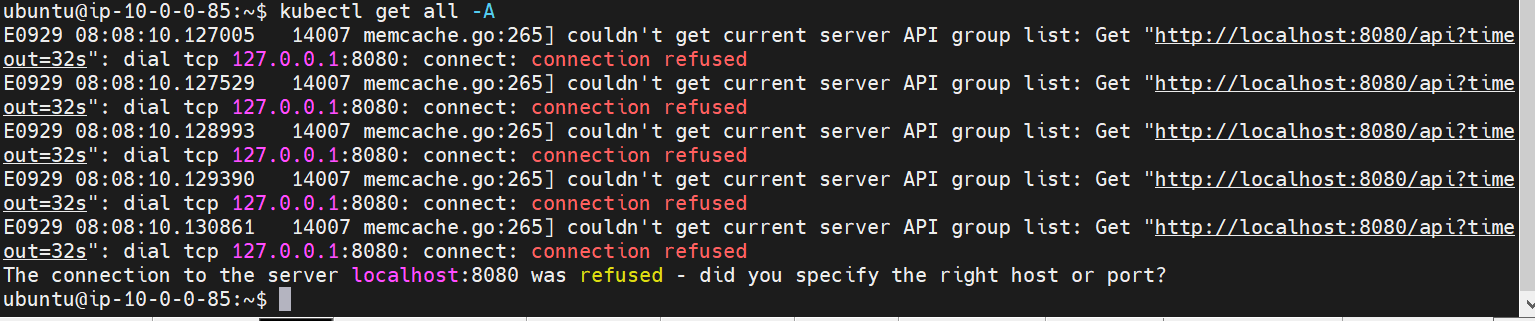 ubuntu@ip-10-0-0-85:~$ kubectl get all -A
E0929 08:08:10.127005   14007 memcache.go:265] couldn't get current server API group list: Get "http://localhost:8080/api?time
out=32s": dial tcp 127.0.0.1:8080: connect: connection refused
E0929 08:08:10.127529   14007 memcache.go:265] couldn't get current server API group list: Get "http://localhost:8080/api?time
out=32s": dial tcp 127.0.0.1:8080: connect: connection refused
E0929 08:08:10.128993   14007 memcache.go:265] couldn't get current server API group list: Get "http://localhost:8080/api?time
out=32s": dial tcp 127.0.0.1:8080: connect: connection refused
E0929 08:08:10.129390   14007 memcache.go:265] couldn't get current server API group list: Get "http://localhost:8080/api?time
out=32s": dial tcp 127.0.0.1:8080: connect: connection refused
E0929 08:08:10.130861   14007 memcache.go:265] couldn't get current server API group list: Get "http://localhost:8080/api?time
out=32s": dial tcp 127.0.0.1:8080: connect: connection refused
The connection to the server localhost:8080 was refused - did you specify the right host or port?
ubuntu@ip-10-0-0-85:~$